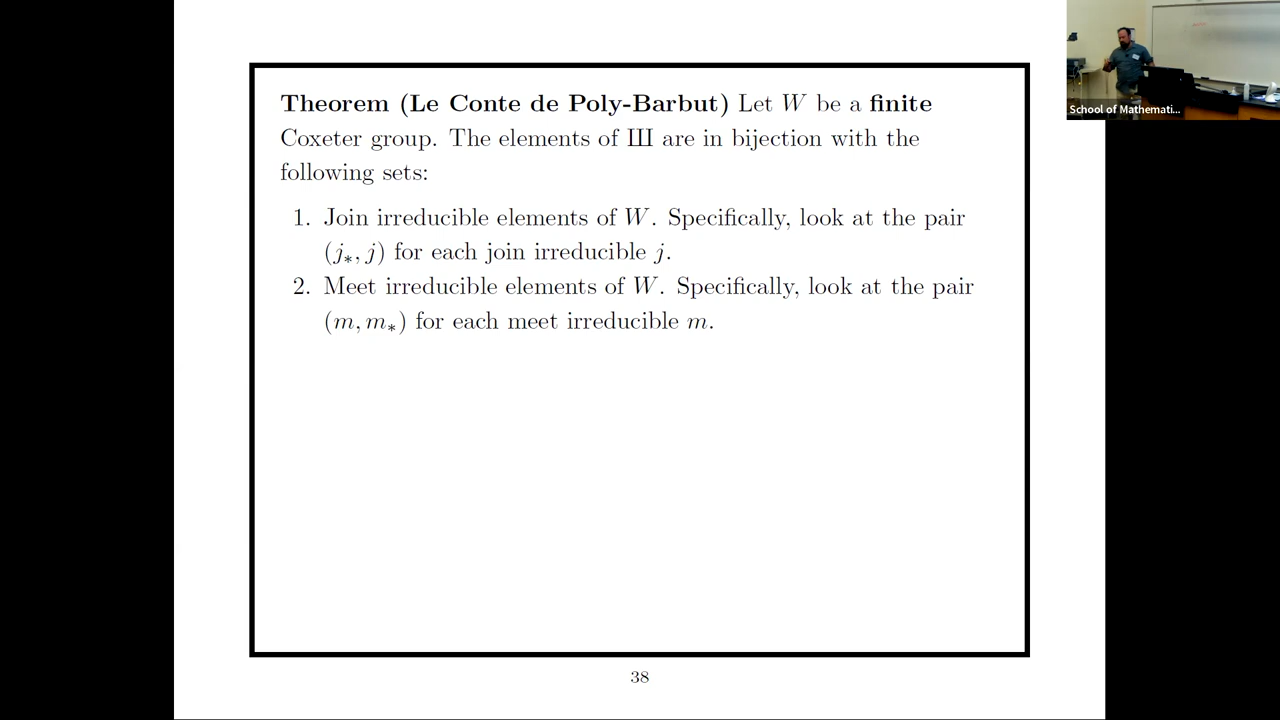 Theorem (Le Conte de Poly-Barbut) Let W be a finite
Coxeter group. The elements of Ш are in bijection with the
following sets:
1. Join irreducible elements of W. Specifically, look at the pair
(j_*, j) for each join irreducible j.
2. Meet irreducible elements of W. Specifically, look at the pair
(m, m_*) for each meet irreducible m.
38
School of Mathemati...